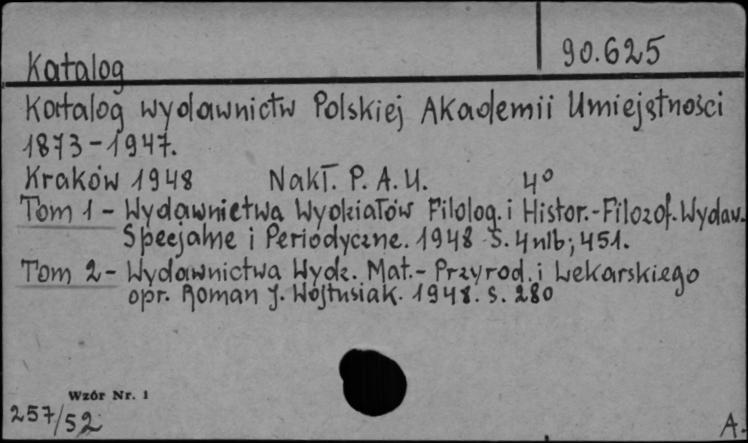 Katalog
90.625
Katalog wydawnictw Polskiej Akademii Umiejętności
1873-1947.
Kraków 1948 Nakł. P. A. U. 4°
Tom 1 - Wydawnictwa Wydziałów Filolog. i Histor.-Filozof. Wydaw.
Specjalne i Periodyczne. 1948 S. 4 nlb; 451.
Tom 2 - Wydawnictwa Wydz. Mat.- Przyrod. i Lekarskiego
opr. Roman J. Wojtusiak. 1948. S. 280
Wzór Nr. 1
257/52
A.